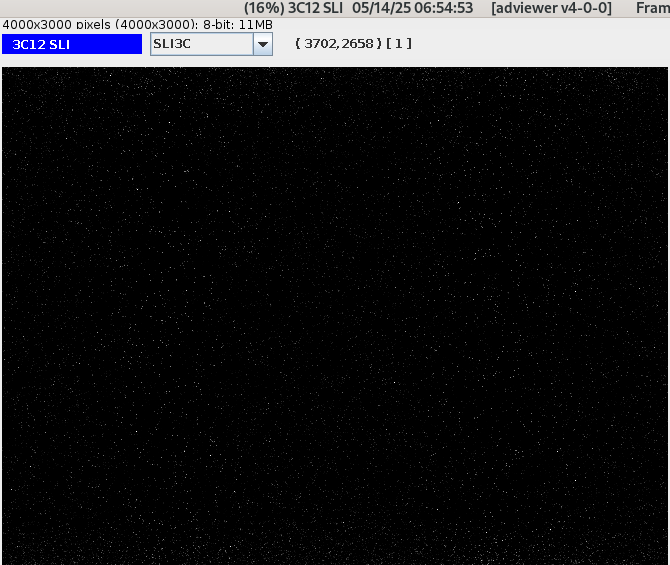 (16%) 3C12 SLI 05/14/25 06:54:53 [adviewer v4-0-0] Fram
4000x3000 pixels (4000x3000): 8-bit: 11MB
3C12 SLI
SLI3C
{ 3702,2658 } [ 1 ]